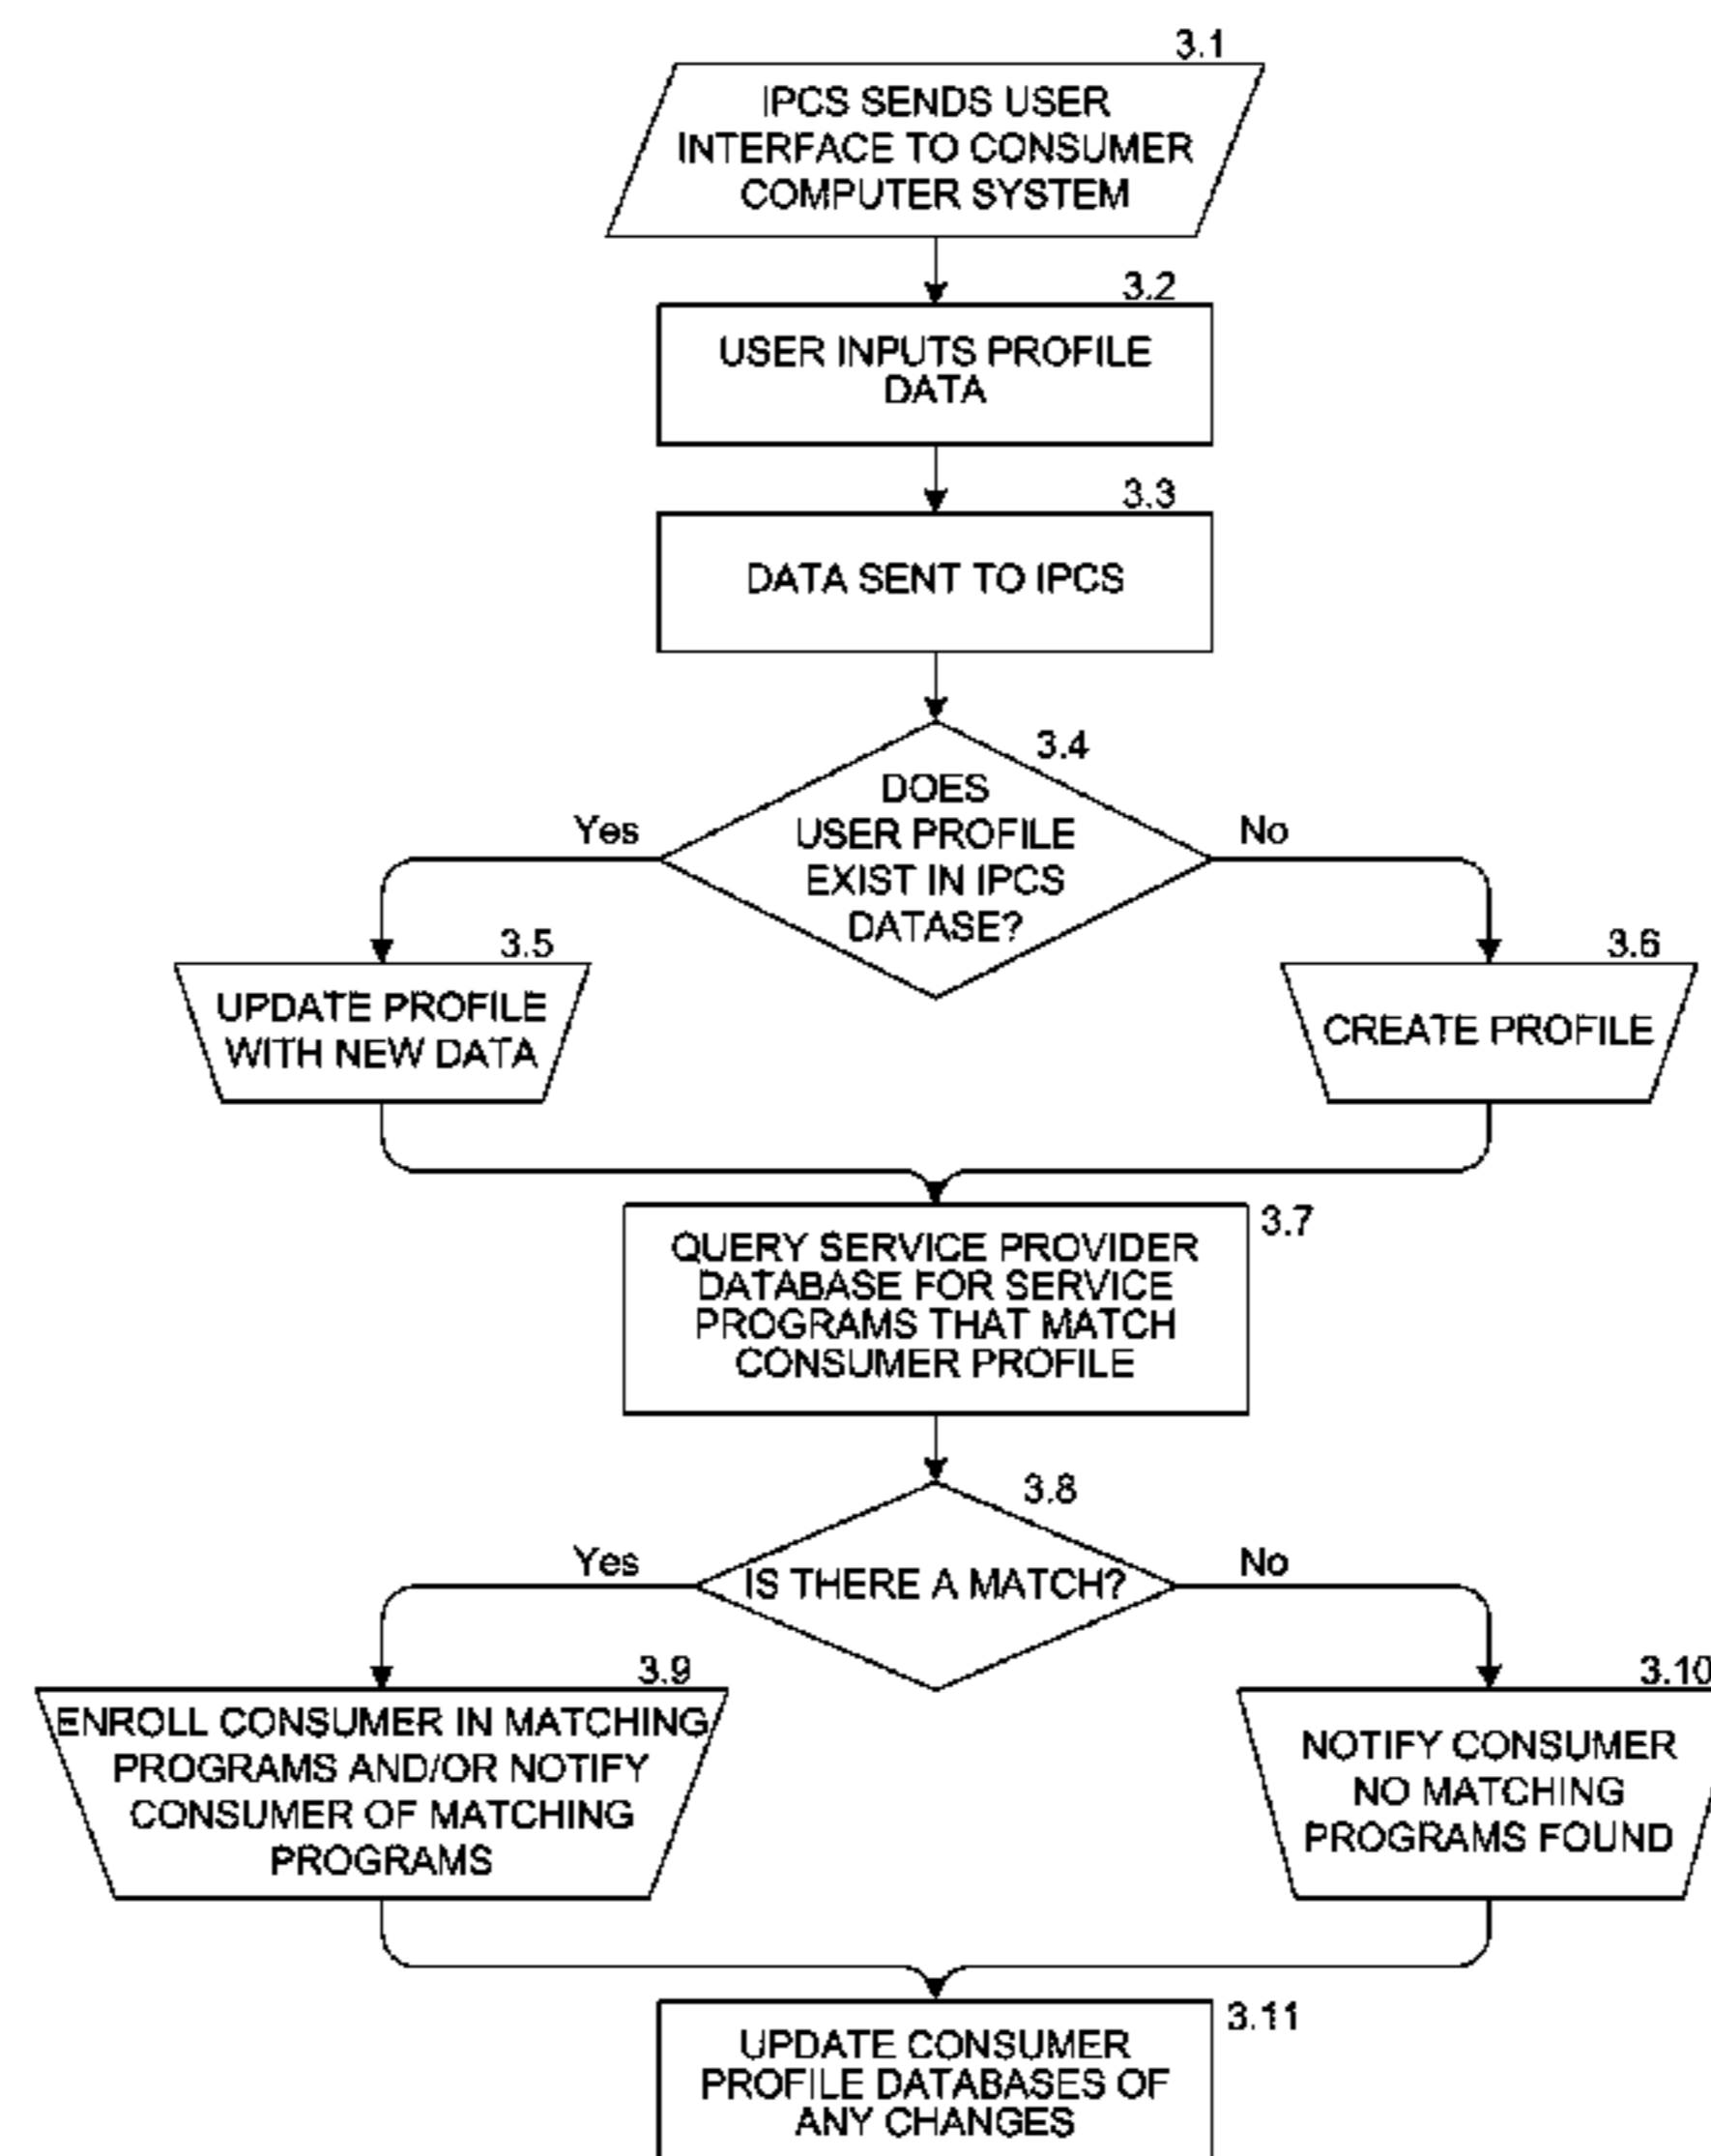 3.1
IPCS SENDS USER
INTERFACE TO CONSUMER
COMPUTER SYSTEM
3.2
USER INPUTS PROFILE
DATA
3.3
DATA SENT TO IPCS
3.4
DOES
USER PROFILE
EXIST IN IPCS
DATASE?
Yes
No
3.5
UPDATE PROFILE
WITH NEW DATA
3.6
CREATE PROFILE
3.7
QUERY SERVICE PROVIDER
DATABASE FOR SERVICE
PROGRAMS THAT MATCH
CONSUMER PROFILE
3.8
IS THERE A MATCH?
Yes
No
3.9
ENROLL CONSUMER IN MATCHING
PROGRAMS AND/OR NOTIFY
CONSUMER OF MATCHING
PROGRAMS
3.10
NOTIFY CONSUMER
NO MATCHING
PROGRAMS FOUND
3.11
UPDATE CONSUMER
PROFILE DATABASES OF
ANY CHANGES